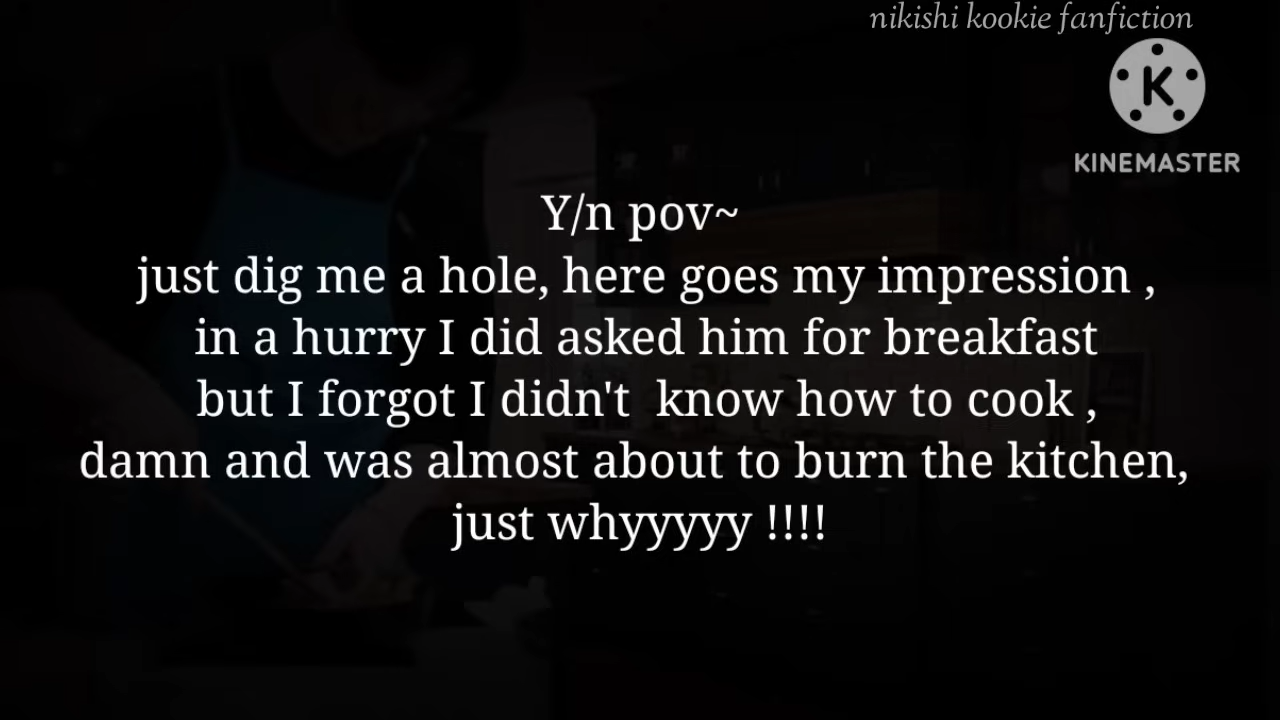 nikishi kookie fanfiction
K
KINEMASTER
Y/n pov~
just dig me a hole, here goes my impression ,
in a hurry I did asked him for breakfast
but I forgot I didn't  know how to cook ,
damn and was almost about to burn the kitchen,
just whyyyyy !!!!